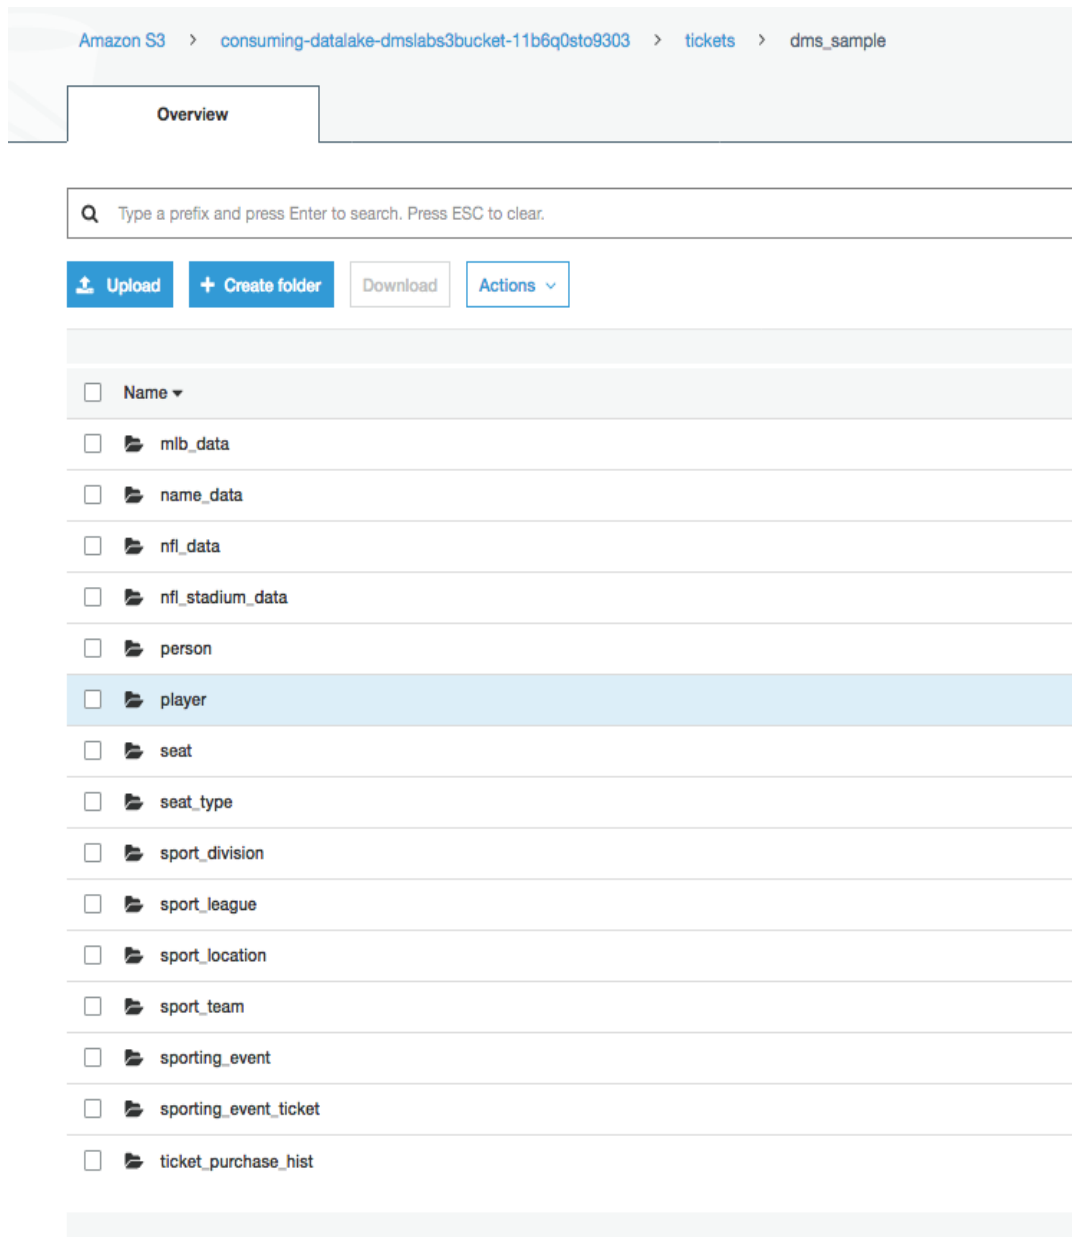 Amazon S3 > consuming-datalake-dmslabs3bucket-11b6q0sto9303 > tickets > dms_sample
Overview
Type a prefix and press Enter to search. Press ESC to clear.
Upload + Create folder Download Actions
Name
mlb_data
name_data
nfl_data
nfl_stadium_data
person
player
seat
seat_type
sport_division
sport_league
sport_location
sport_team
sporting_event
sporting_event_ticket
ticket_purchase_hist